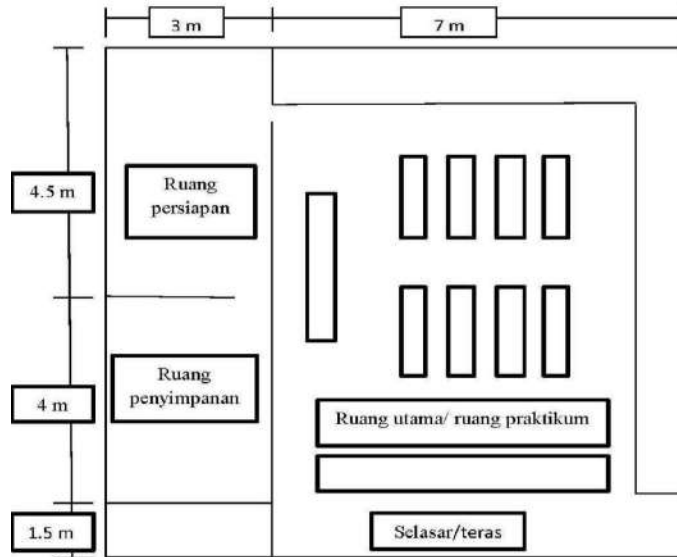 3 m
7 m
4.5 m
Ruang
persiapan
Ruang
penyimpanan
4 m
Ruang utama/ ruang praktikum
1.5 m
Selasar/teras